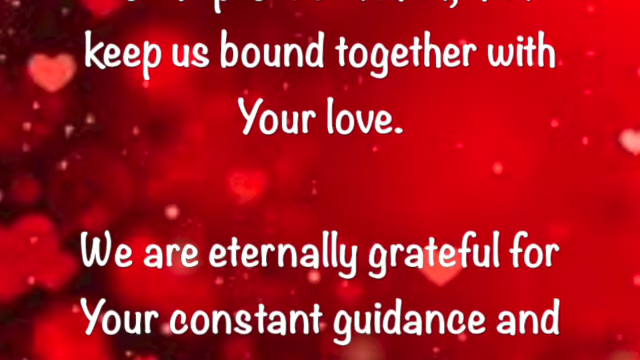 keep us bound together with
Your love.
We are eternally grateful for
Your constant guidance and